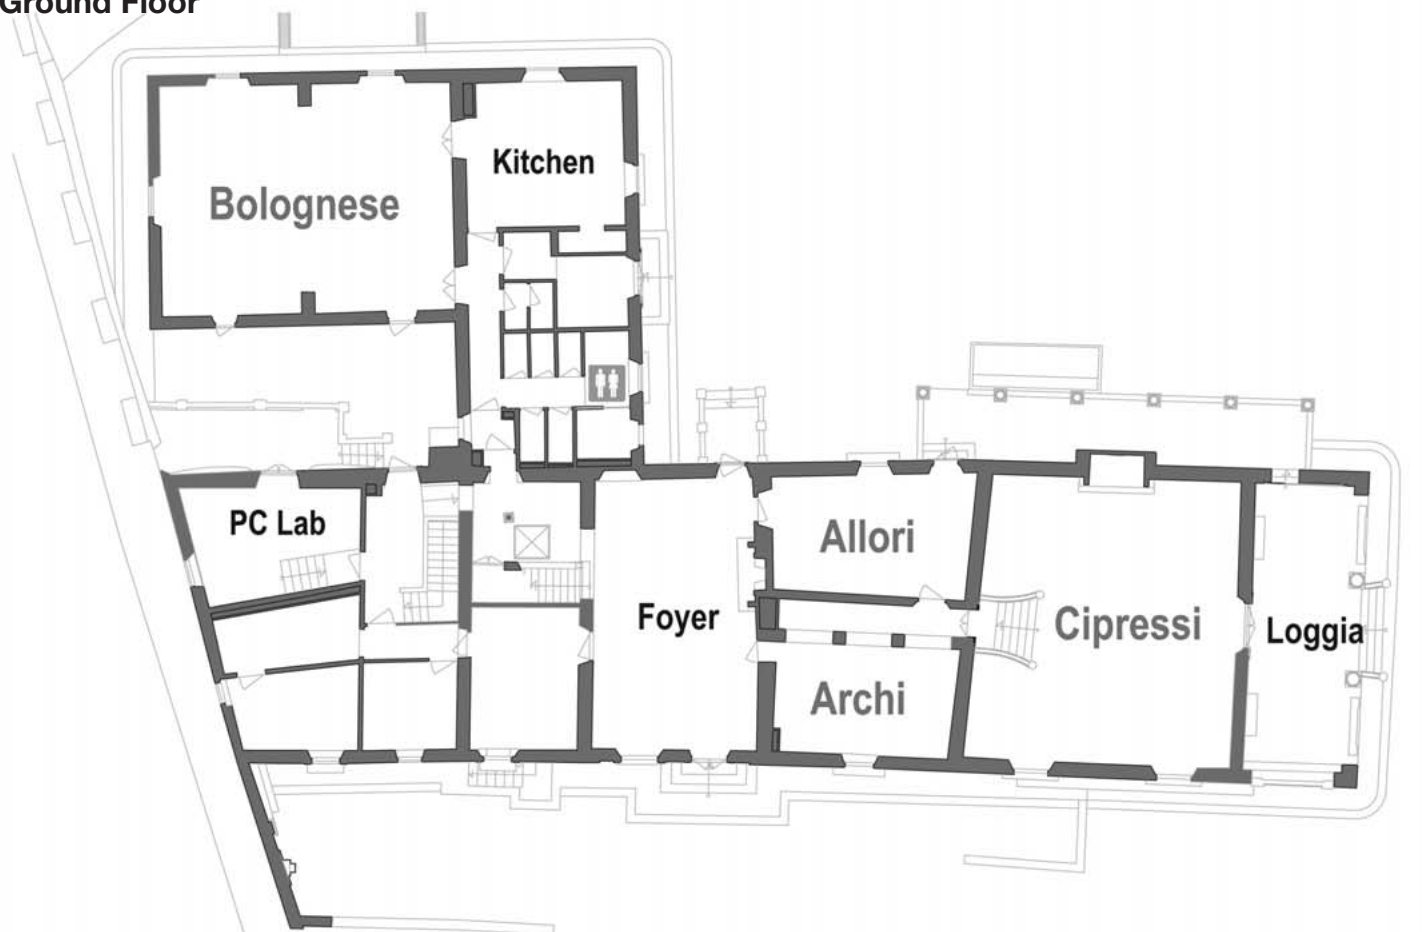 Ground Floor
Kitchen
Bolognese
PC Lab
Allori
Foyer
Cipressi
Loggia
Archi